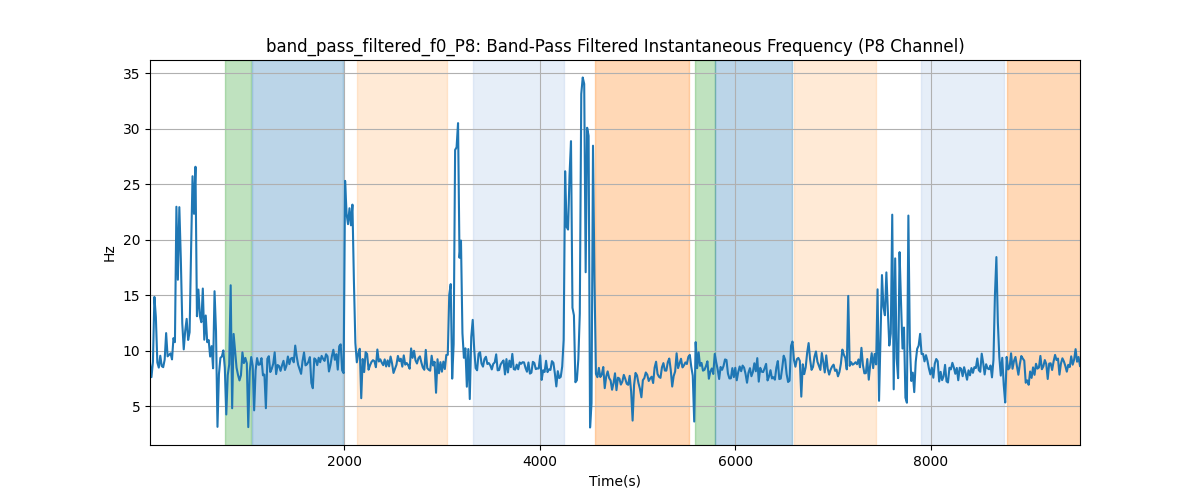 band_pass_filtered_f0_P8: Band-Pass Filtered Instantaneous Frequency (P8 Channel)
35
30
25
20
15
10
5
Hz
2000 4000 6000 8000
Time(s)